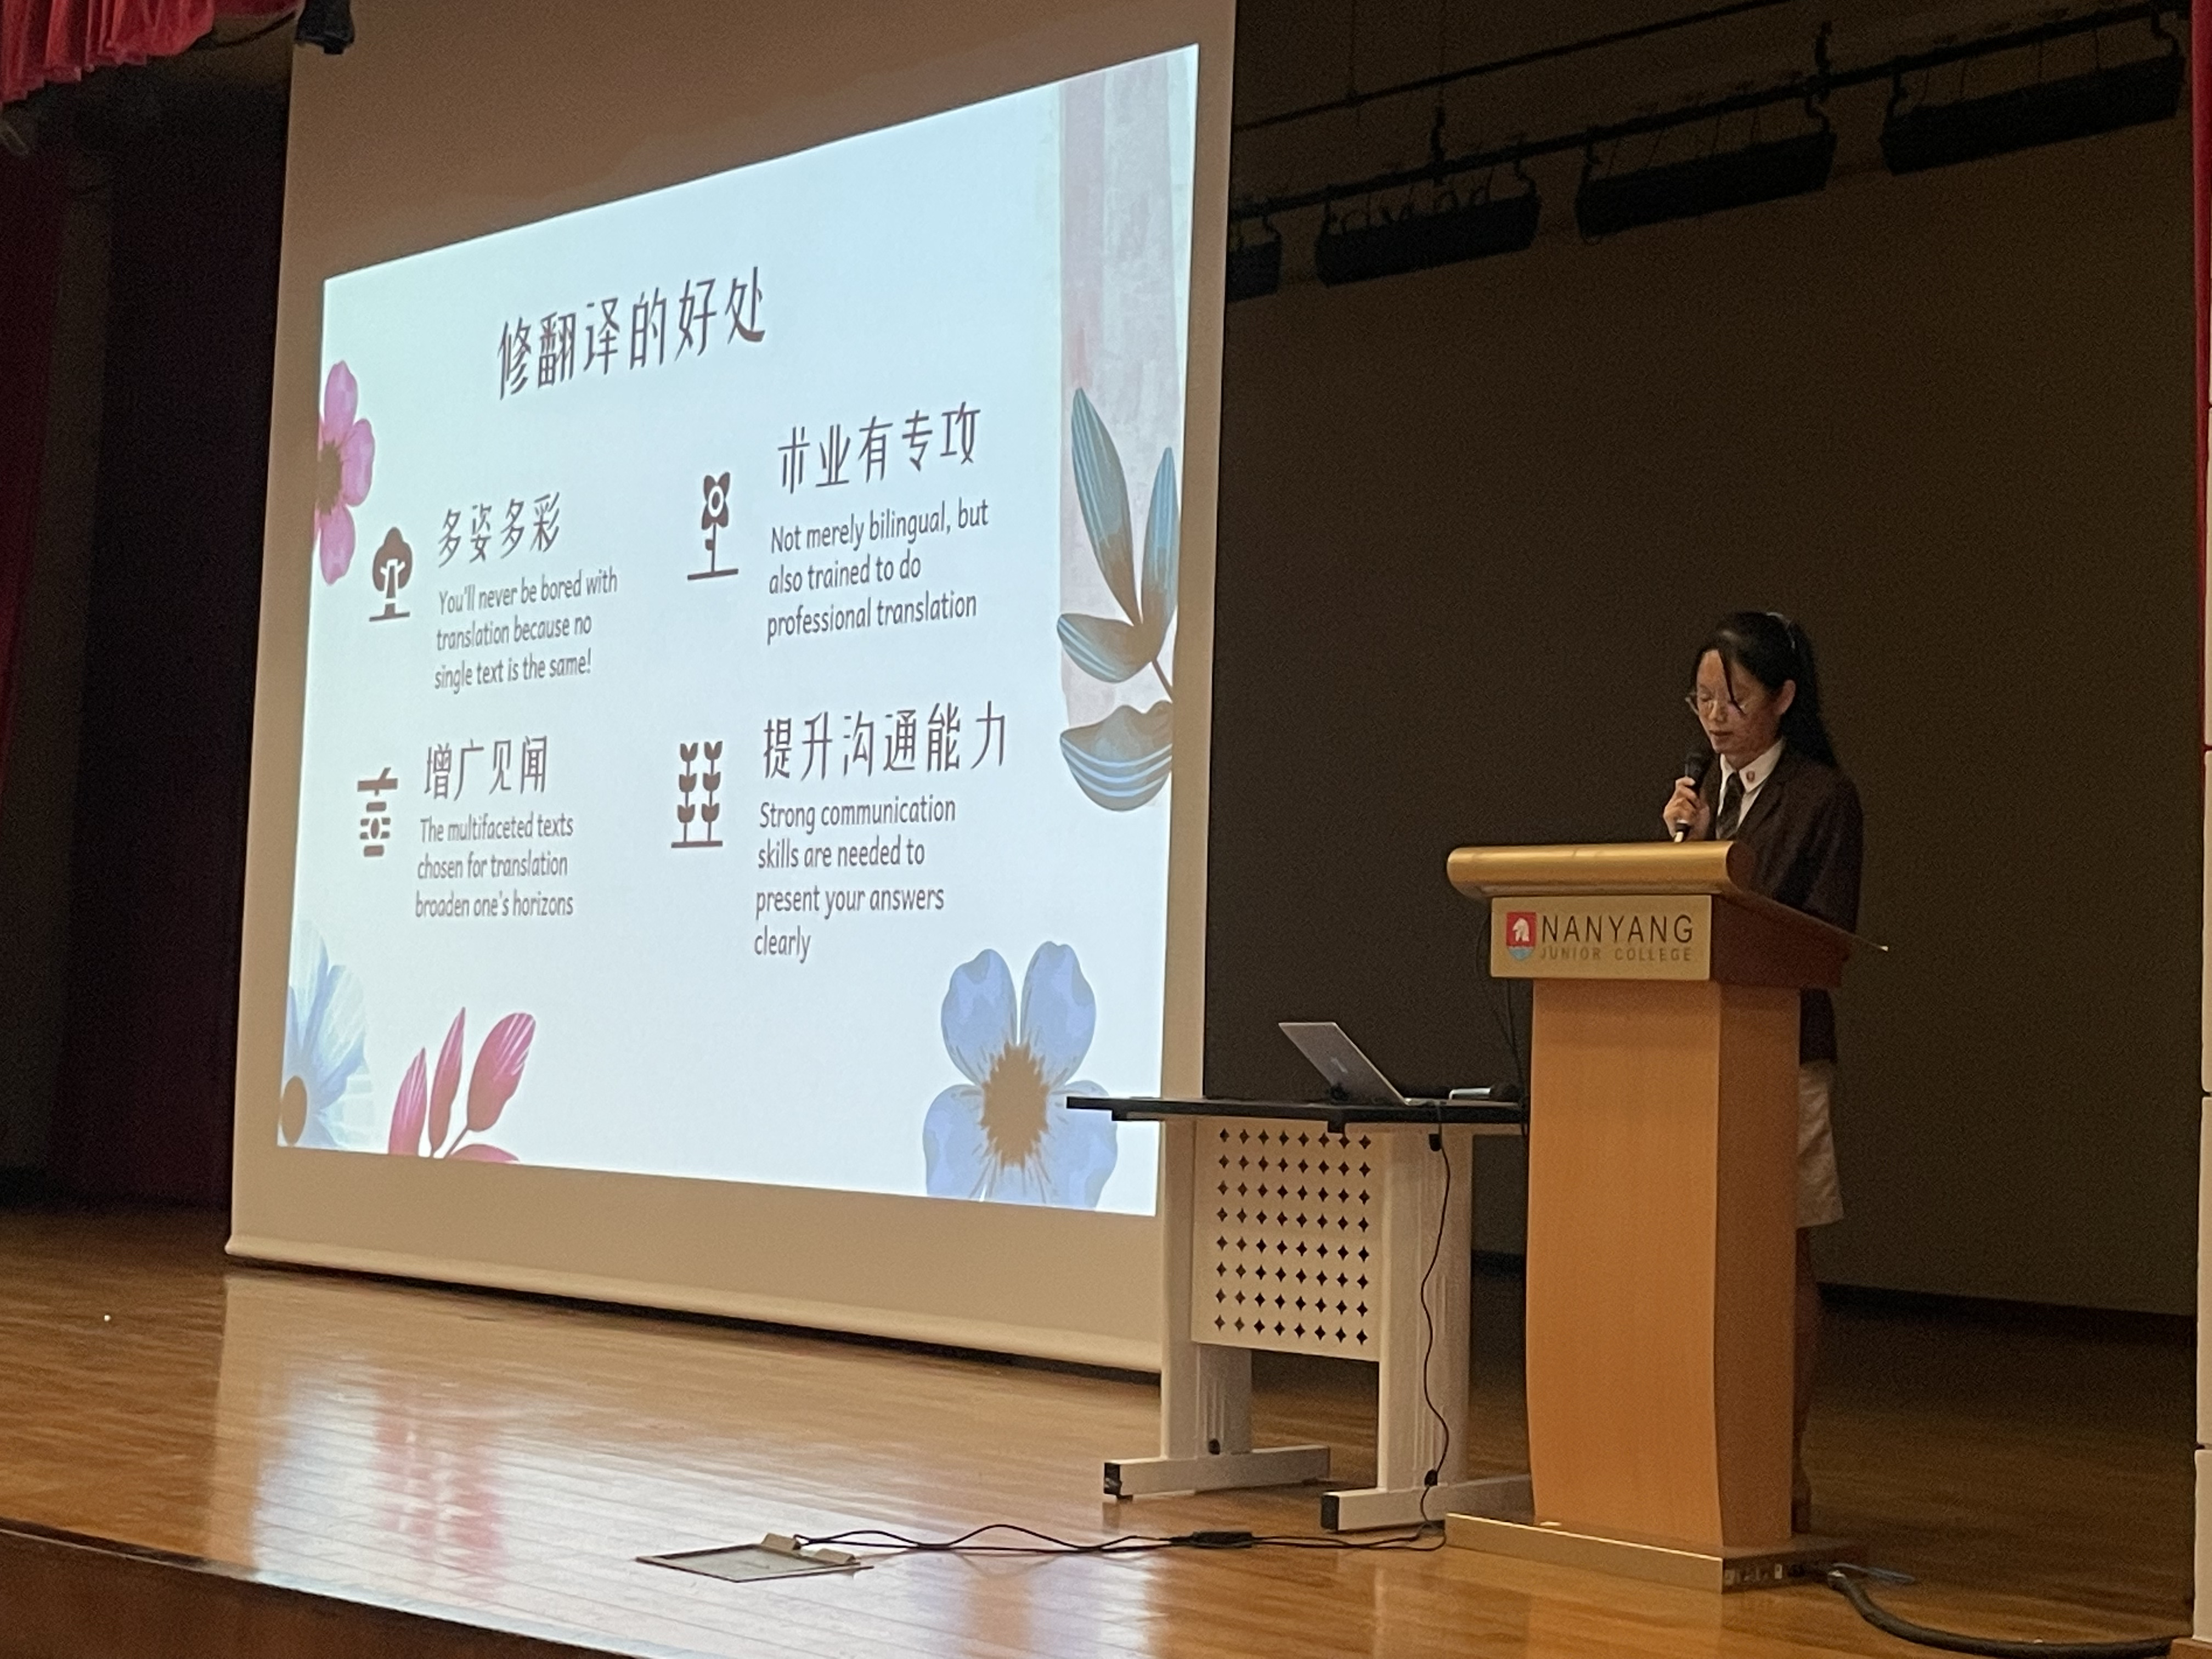 修翻译的好处
多姿多彩
You'll never be bored with
translation because no
single text is the same!
术业有专攻
Not merely bilingual, but
also trained to do
professional translation
增广见闻
The multifaceted texts
chosen for translation
broaden one's horizons
提升沟通能力
Strong communication
skills are needed to
present your answers
clearly
NANYANG
JUNIOR COLLEGE